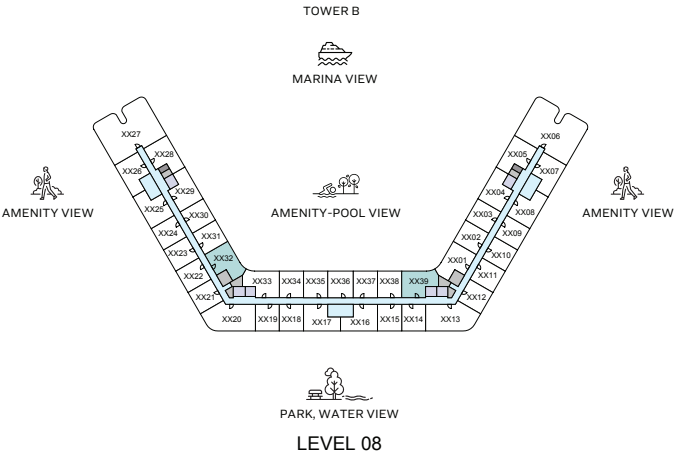 TOWER B
MARINA VIEW
XX27
XX06
XX28
XX05
XX26
XX07
XX29
XX04
AMENITY VIEW
AMENITY-POOL VIEW
AMENITY VIEW
XX25
XX30
XX03
XX08
XX24
XX31
XX02
XX09
XX23
XX32
XX01
XX10
XX22
XX11
XX33
XX34
XX35
XX36
XX37
XX38
XX39
XX21
XX12
XX20
XX19
XX18
XX17
XX16
XX15
XX14
XX13
PARK, WATER VIEW
LEVEL 08